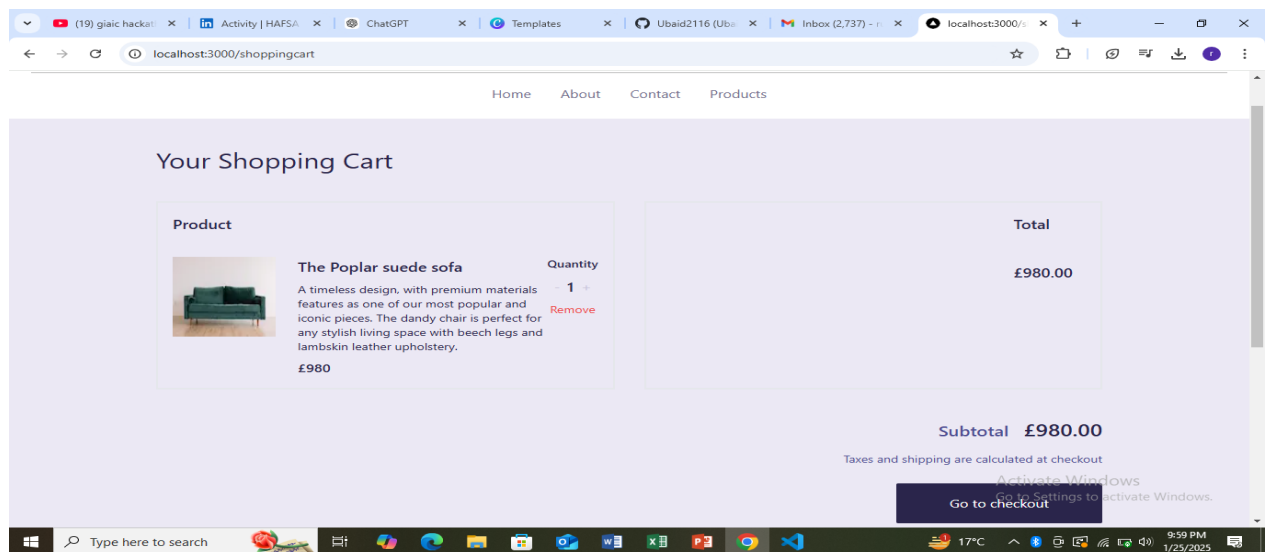 (19) giaic hackat
Activity | HAFSA
ChatGPT
Templates
Ubaid2116 (Uba
Inbox (2,737) - r
localhost:3000/s
localhost:3000/shoppingcart
r
Home About Contact Products
Your Shopping Cart
Product
Total
The Poplar suede sofa
Quantity
£980.00
A timeless design, with premium materials
- 1 +
features as one of our most popular and
iconic pieces. The dandy chair is perfect for
Remove
any stylish living space with beech legs and
lambskin leather upholstery.
£980
Subtotal £980.00
Taxes and shipping are calculated at checkout
Activate Windows
Go to Settings to activate Windows.
Go to checkout
Type here to search
17°C
9:59 PM
1/25/2025